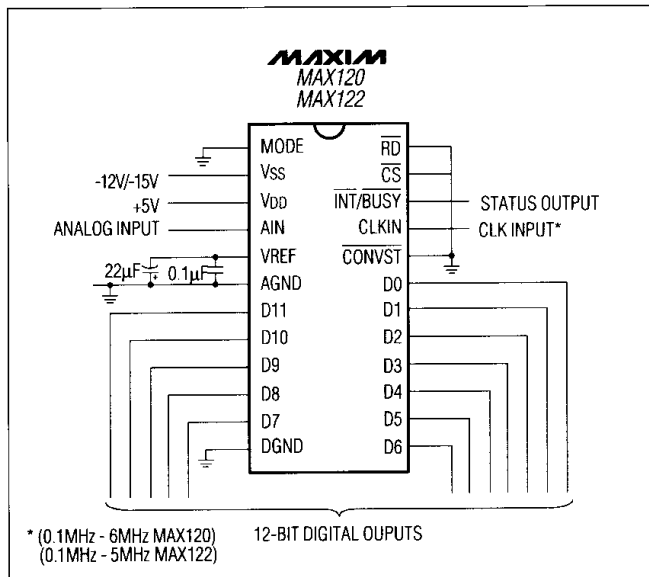 MAXIM
MAX120
MAX122
MODE
VSS
VDD
AIN
VREF
AGND
D11
D10
D9
D8
D7
DGND
RD
CS
INT/BUSY
CLKIN
CONVST
D0
D1
D2
D3
D4
D5
D6
-12V/-15V
+5V
ANALOG INPUT
22µF
+
0.1µF
STATUS OUTPUT
CLK INPUT*
12-BIT DIGITAL OUPUTS
* (0.1MHz - 6MHz MAX120)
(0.1MHz - 5MHz MAX122)